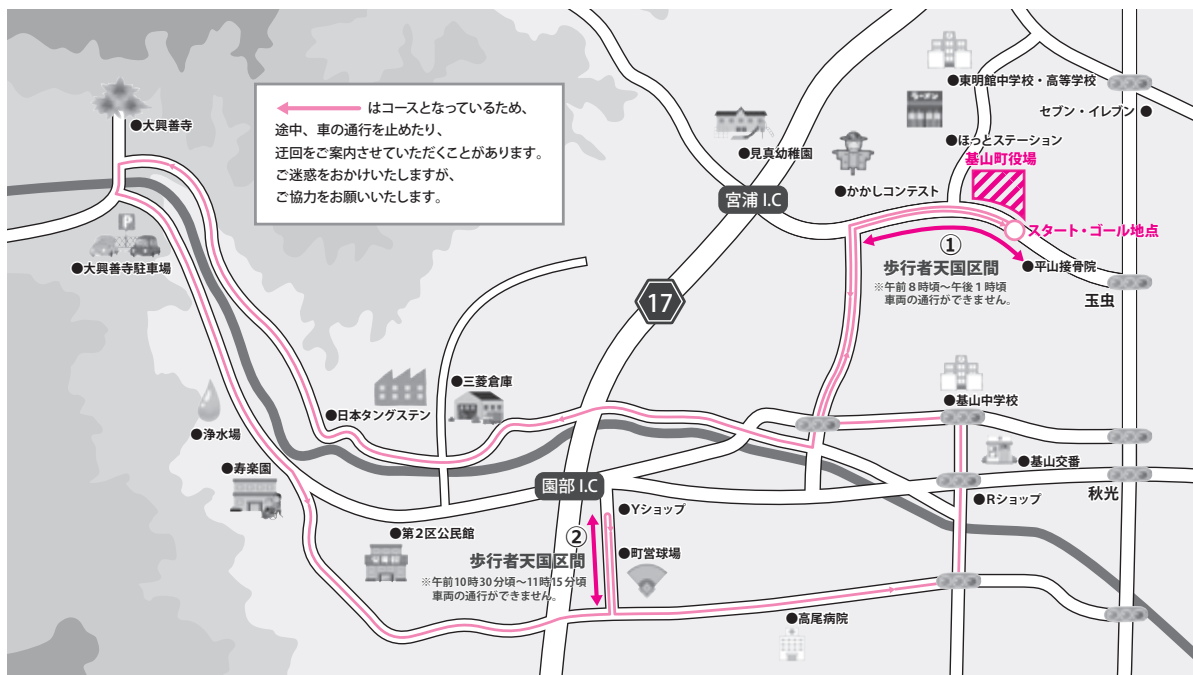 はコースとなっているため、
途中、車の通行を止めたり、
迂回をご案内させていただくことがあります。
ご迷惑をおかけいたしますが、
ご協力をお願いいたします。
●大興善寺
P
●大興善寺駐車場
●見真幼稚園
宮浦 I.C
●かかしコンテスト
●東明館中学校・高等学校
ラーメン
セブン・イレブン ●
●ほっとステーション
基山町役場
スタート・ゴール地点
①
歩行者天国区間
※午前8時頃～午後1時頃
車両の通行ができません。
●平山接骨院
玉虫
17
●三菱倉庫
●日本タングステン
●浄水場
●寿楽園
●基山中学校
●基山交番
秋光
●Rショップ
園部 I.C
●Yショップ
●第2区公民館
②
歩行者天国区間
※午前10時30分頃～11時15分頃
車両の通行ができません。
●町営球場
●高尾病院